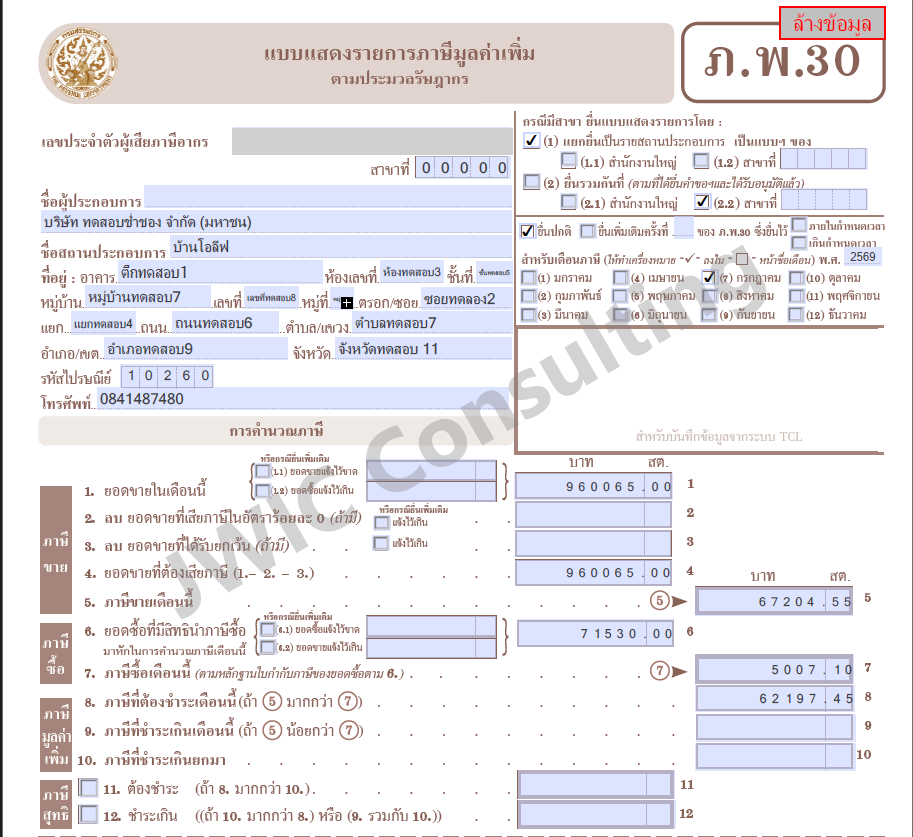 ล้างข้อมูล
แบบแสดงรายการภาษีมูลค่าเพิ่ม
ตามประมวลรัษฎากร
ภ.พ.30
เลขประจำตัวผู้เสียภาษีอากร
สาขาที่ 0 0 0 0 0
ชื่อผู้ประกอบการ
บริษัท ทดสอบซ่ำซอง จำกัด (มหาชน)
ชื่อสถานประกอบการ บ้านโอลีฟ
ที่อยู่ : อาคาร ตึกทดสอบ1 ห้องเลขที่ ห้องทดสอบ3 ชั้นที่ ชั้นทดสอบ5
หมู่บ้าน หมู่บ้านทดสอบ7 เลขที่ เลขที่ทดสอบ8 หมู่ที่ ตรอก/ซอย ซอยทดลอง2
แยก แยกทดสอบ4 ถนน ถนนทดสอบ6 ตำบล/แขวง ตำบลทดสอบ7
อำเภอ/เขต อำเภอทดสอบ9 จังหวัด จังหวัดทดสอบ 11
รหัสไปรษณีย์ 1 0 2 6 0
โทรศัพท์ 0841487480
กรณีมีสาขา ยื่นแบบแสดงรายการโดย :
(1) แยกยื่นเป็นรายสถานประกอบการ เป็นแบบฯ ของ
(1.1) สำนักงานใหญ่ (1.2) สาขาที่
(2) ยื่นรวมกันที่ (ตามที่ได้ยื่นคำขอฯและได้รับอนุมัติแล้ว)
(2.1) สำนักงานใหญ่ (2.2) สาขาที่
ยื่นปกติ ยื่นเพิ่มเติมครั้งที่ ของ ภ.พ.30 ซึ่งยื่นไว้ ภายในกำหนดเวลา
เกินกำหนดเวลา
สำหรับเดือนภาษี (ให้ทำเครื่องหมาย "✓" ลงใน "☐" หน้าชื่อเดือน) พ.ศ. 2569
(1) มกราคม (4) เมษายน (7) กรกฎาคม (10) ตุลาคม
(2) กุมภาพันธ์ (5) พฤษภาคม (8) สิงหาคม (11) พฤศจิกายน
(3) มีนาคม (6) มิถุนายน (9) กันยายน (12) ธันวาคม
สำหรับบันทึกข้อมูลจากระบบ TCL
JWIC Consulting
การคำนวณภาษี
บาท สต.
ภาษีขาย
หรือกรณียื่นเพิ่มเติม
1. ยอดขายในเดือนนี้ (1.1) ยอดขายแจ้งไว้ขาด 960065.00 1
(1.2) ยอดซื้อแจ้งไว้เกิน
หรือกรณียื่นเพิ่มเติม
2. ลบ ยอดขายที่เสียภาษีในอัตราร้อยละ 0 (ถ้ามี) แจ้งไว้เกิน 2
3. ลบ ยอดขายที่ได้รับยกเว้น (ถ้ามี) แจ้งไว้เกิน 3
4. ยอดขายที่ต้องเสียภาษี (1.– 2. – 3.) 960065.00 4
บาท สต.
5. ภาษีขายเดือนนี้ 5 67204.55 5
ภาษีซื้อ
หรือกรณียื่นเพิ่มเติม
6. ยอดซื้อที่มีสิทธินำภาษีซื้อ (6.1) ยอดซื้อแจ้งไว้ขาด 71530.00 6
มาหักในการคำนวณภาษีเดือนนี้ (6.2) ยอดขายแจ้งไว้เกิน
7. ภาษีซื้อเดือนนี้ (ตามหลักฐานใบกำกับภาษีของยอดซื้อตาม 6.) 7 5007.10 7
ภาษีมูลค่าเพิ่ม
8. ภาษีที่ต้องชำระเดือนนี้ (ถ้า 5 มากกว่า 7) 62197.45 8
9. ภาษีที่ชำระเกินเดือนนี้ (ถ้า 5 น้อยกว่า 7) 9
10. ภาษีที่ชำระเกินยกมา 10
ภาษีสุทธิ
11. ต้องชำระ (ถ้า 8. มากกว่า 10.) 11
12. ชำระเกิน ((ถ้า 10. มากกว่า 8.) หรือ (9. รวมกับ 10.)) 12